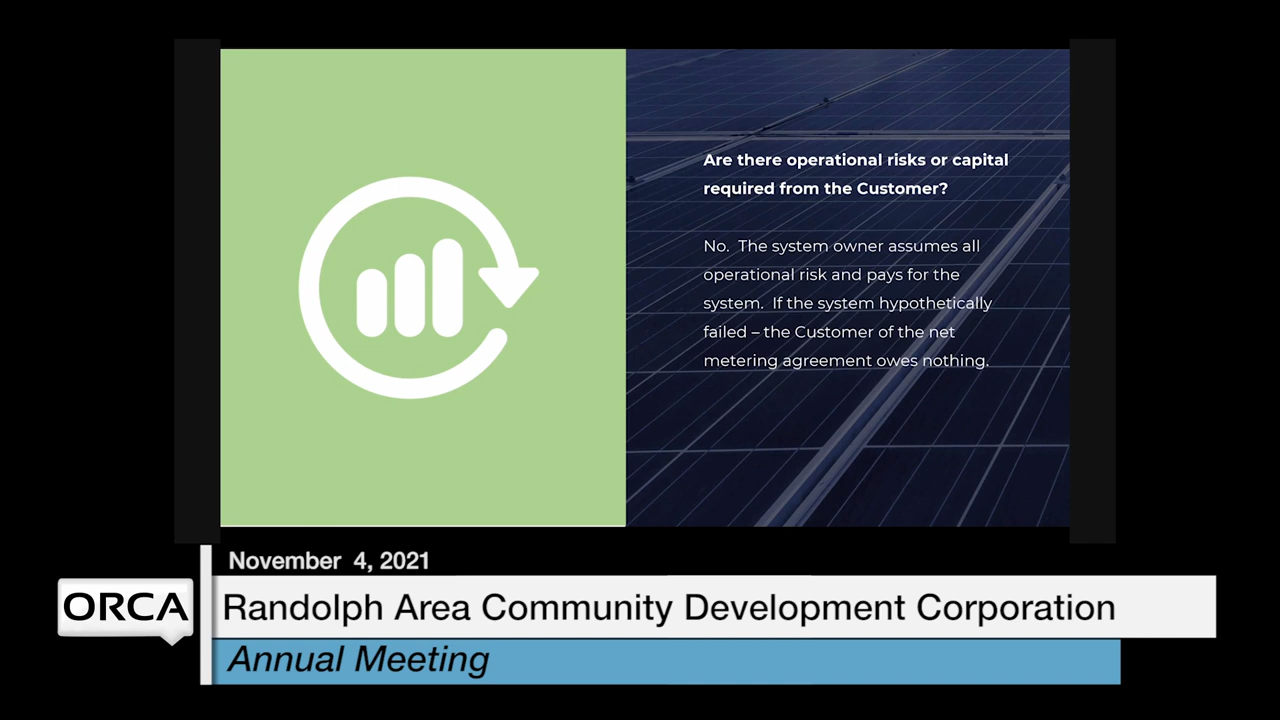 Are there operational risks or capital
required from the Customer?
No.  The system owner assumes all
operational risk and pays for the
system.  If the system hypothetically
failed – the Customer of the net
metering agreement owes nothing.
November  4, 2021
ORCA
Randolph Area Community Development Corporation
Annual Meeting